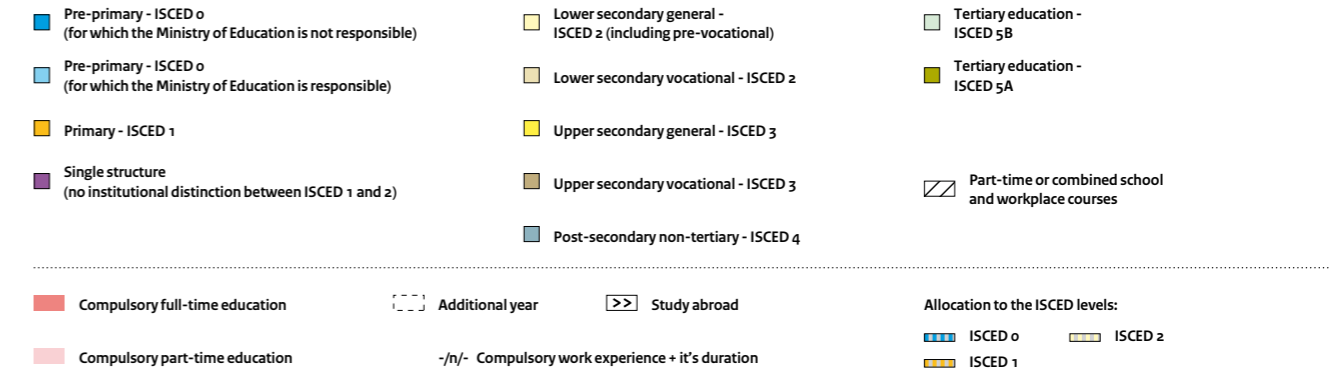 Pre-primary - ISCED 0
(for which the Ministry of Education is not responsible)
Pre-primary - ISCED 0
(for which the Ministry of Education is responsible)
Primary - ISCED 1
Single structure
(no institutional distinction between ISCED 1 and 2)
Lower secondary general -
ISCED 2 (including pre-vocational)
Lower secondary vocational - ISCED 2
Upper secondary general - ISCED 3
Upper secondary vocational - ISCED 3
Post-secondary non-tertiary - ISCED 4
Tertiary education -
ISCED 5B
Tertiary education -
ISCED 5A
Part-time or combined school
and workplace courses
Compulsory full-time education
Compulsory part-time education
Additional year
-/n/- Compulsory work experience + it's duration
>> Study abroad
Allocation to the ISCED levels:
ISCED 0
ISCED 2
ISCED 1